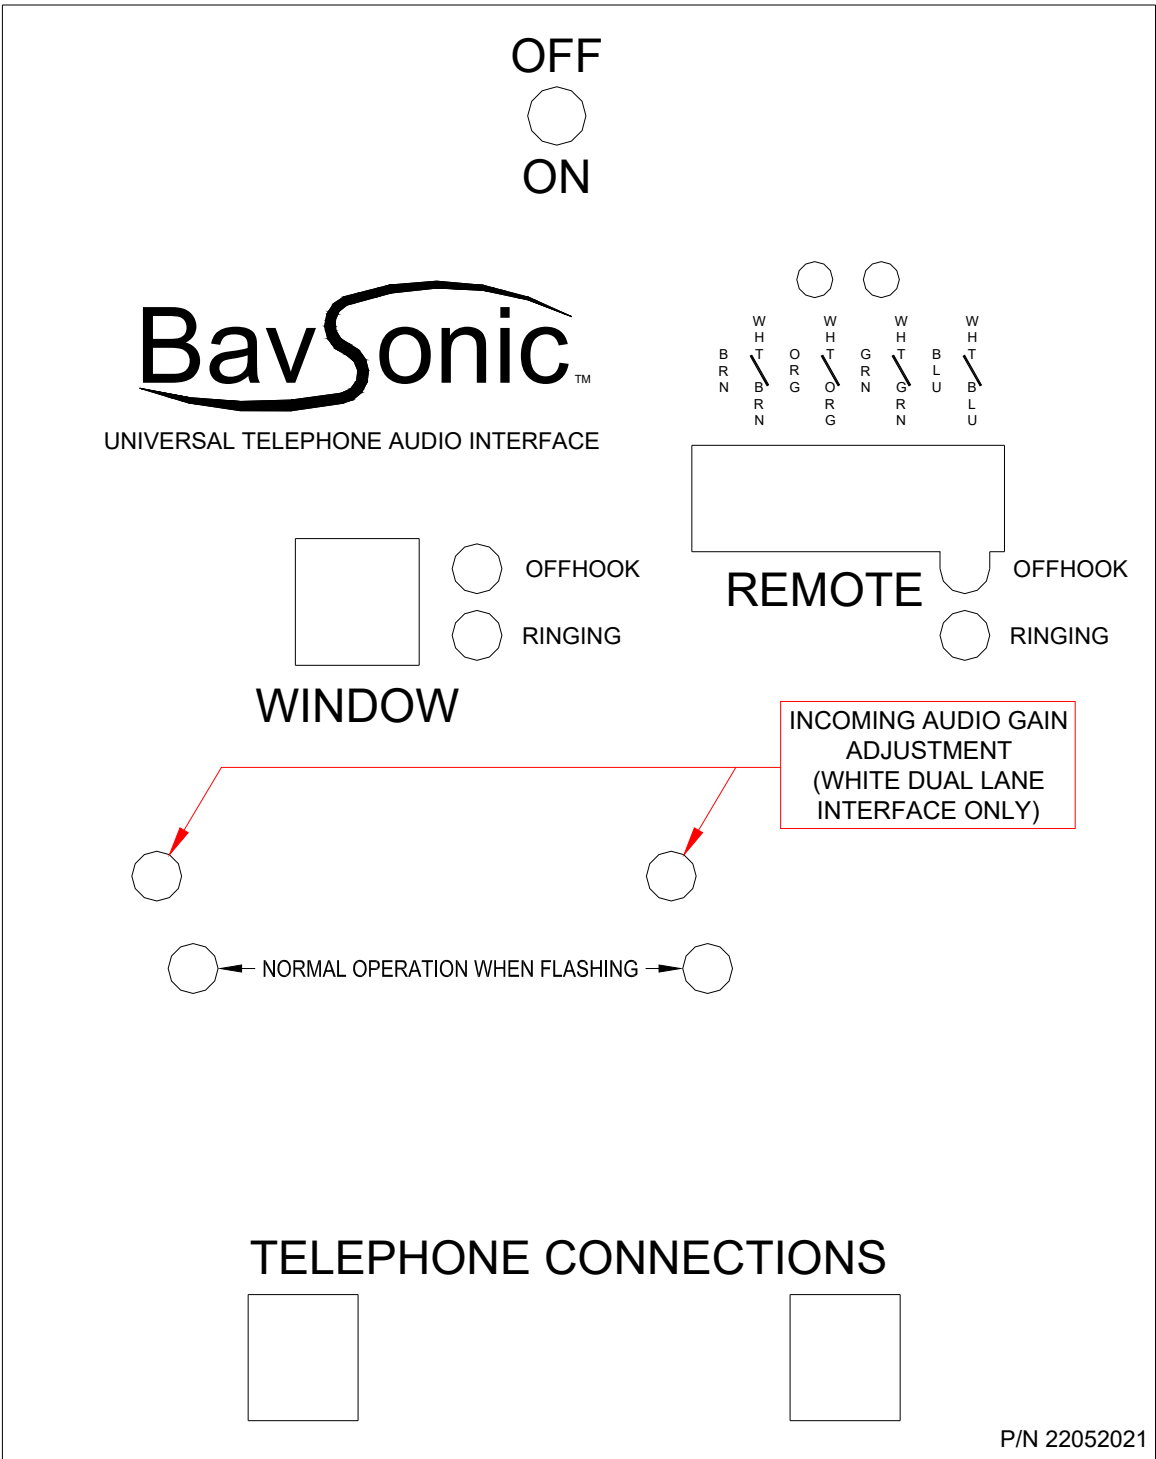 OFF
ON
BavSonic™
UNIVERSAL TELEPHONE AUDIO INTERFACE
BRN
WHT\BRN
ORG
WHT\ORG
GRN
WHT\GRN
BLU
WHT\BLU
OFFHOOK
RINGING
WINDOW
REMOTE
OFFHOOK
RINGING
INCOMING AUDIO GAIN
ADJUSTMENT
(WHITE DUAL LANE
INTERFACE ONLY)
NORMAL OPERATION WHEN FLASHING
TELEPHONE CONNECTIONS
P/N 22052021